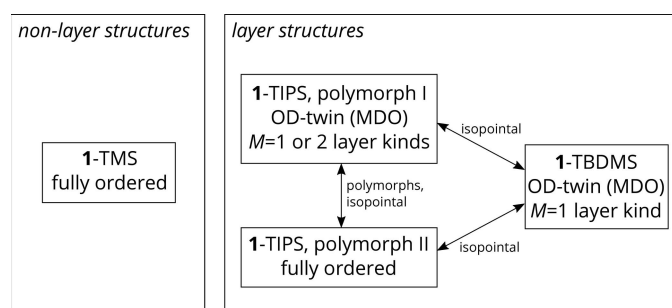 non-layer structures
layer structures
1-TMS
fully ordered
1-TIPS, polymorph I
OD-twin (MDO)
M=1 or 2 layer kinds
isopointal
polymorphs,
isopointal
1-TBDMS
OD-twin (MDO)
M=1 layer kind
1-TIPS, polymorph II
fully ordered
isopointal